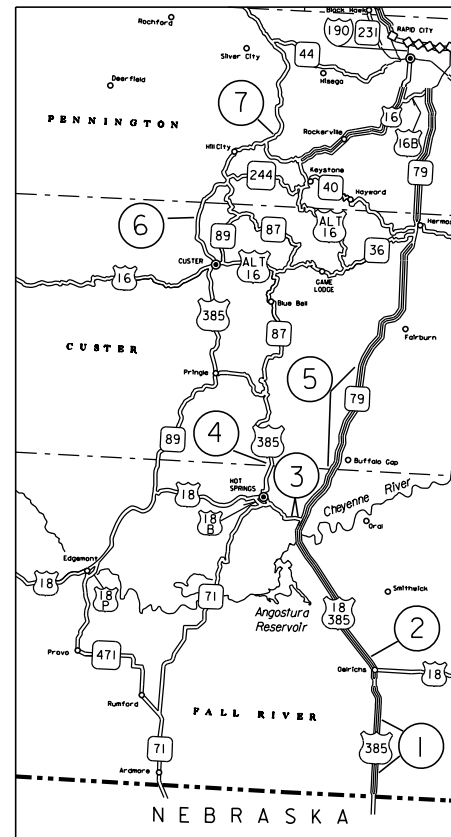 Black Hawk
Rochford
190
231
RAPID CITY
Silver City
44
Hisega
Deerfield
7
16
PENNINGTON
Rockerville
16B
Hill City
79
244
Keystone
40
Hayward
6
ALT 16
Hermosa
89
87
36
CUSTER
ALT 16
GAME LODGE
16
Blue Bell
385
87
Fairburn
CUSTER
5
Pringle
79
89
4
385
Buffalo Gap
3
HOT SPRINGS
18
Cheyenne River
18 B
Oral
Edgemont
18
18 P
71
Angostura Reservoir
Smithwick
18 385
2
Provo
471
Oelrichs
18
Rumford
FALL RIVER
1
71
385
Ardmore
NEBRASKA